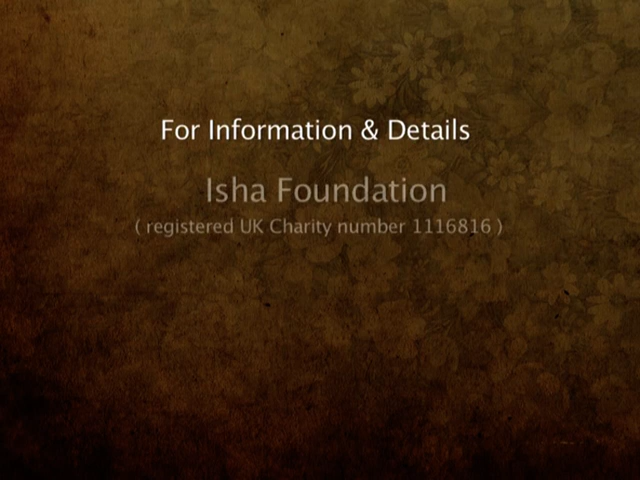 For Information & Details
Isha Foundation
( registered UK Charity number 1116816 )